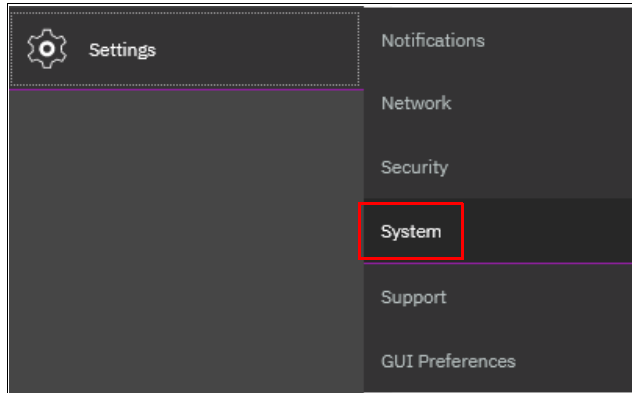 Settings
Notifications
Network
Security
System
Support
GUI Preferences